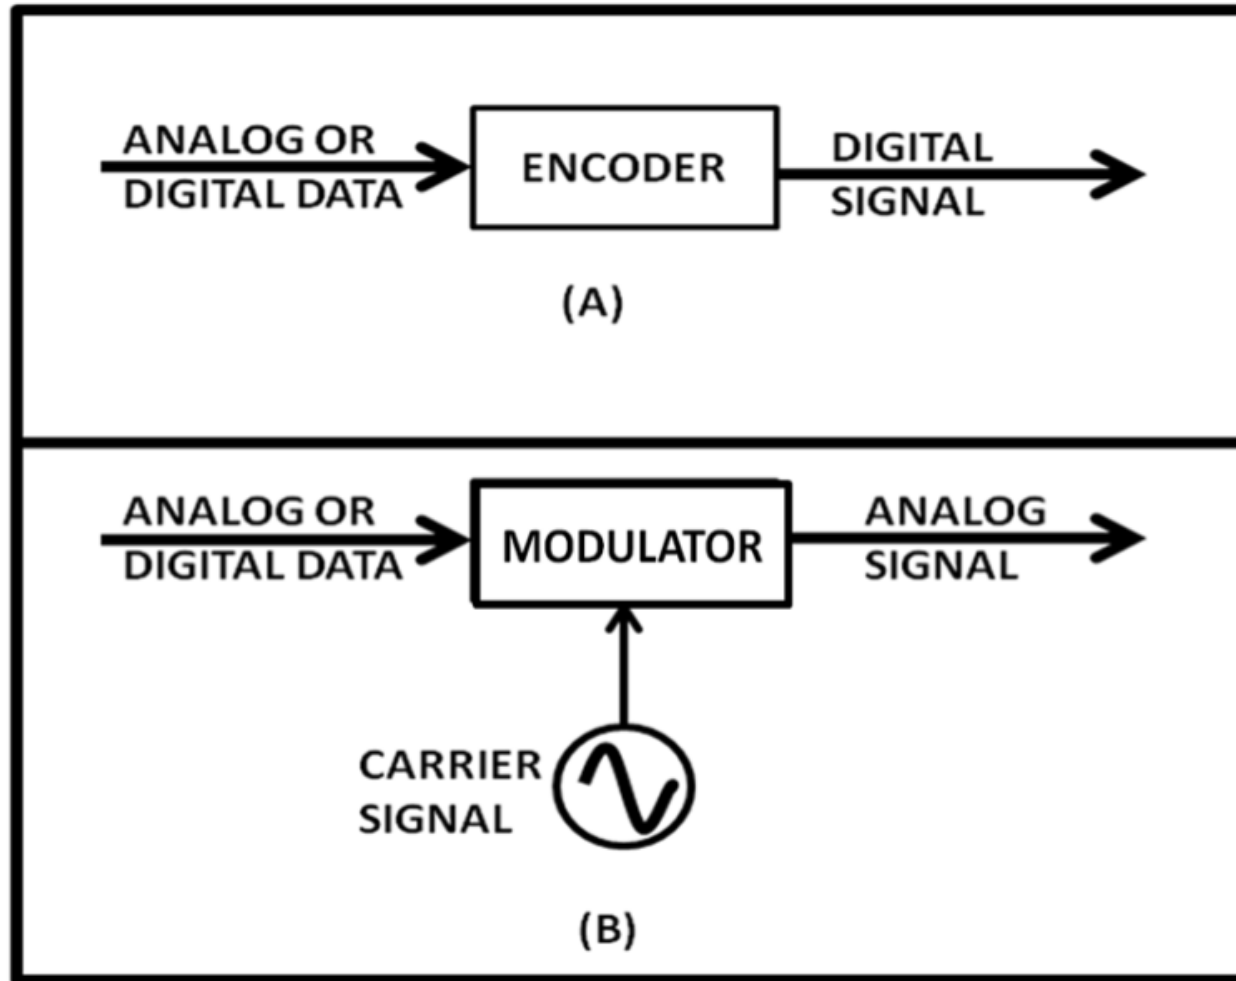 ANALOG OR
DIGITAL DATA
ENCODER
DIGITAL
SIGNAL
(A)
ANALOG OR
DIGITAL DATA
MODULATOR
ANALOG
SIGNAL
CARRIER
SIGNAL
(B)